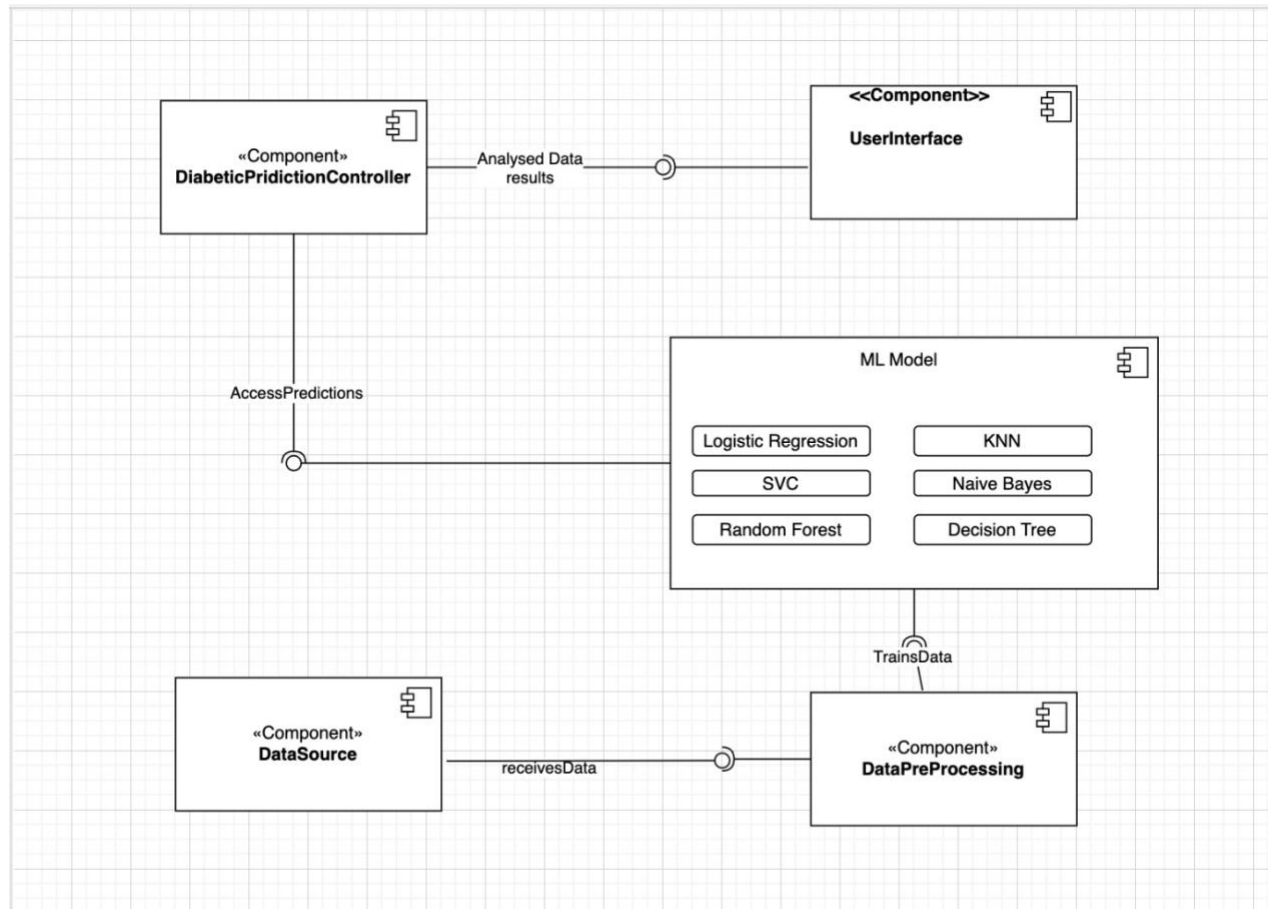 <<Component>>
UserInterface
«Component»
DiabeticPridictionController
Analysed Data
results
ML Model
AccessPredictions
Logistic Regression
KNN
SVC
Naive Bayes
Random Forest
Decision Tree
TrainsData
«Component»
DataSource
receivesData
«Component»
DataPreProcessing